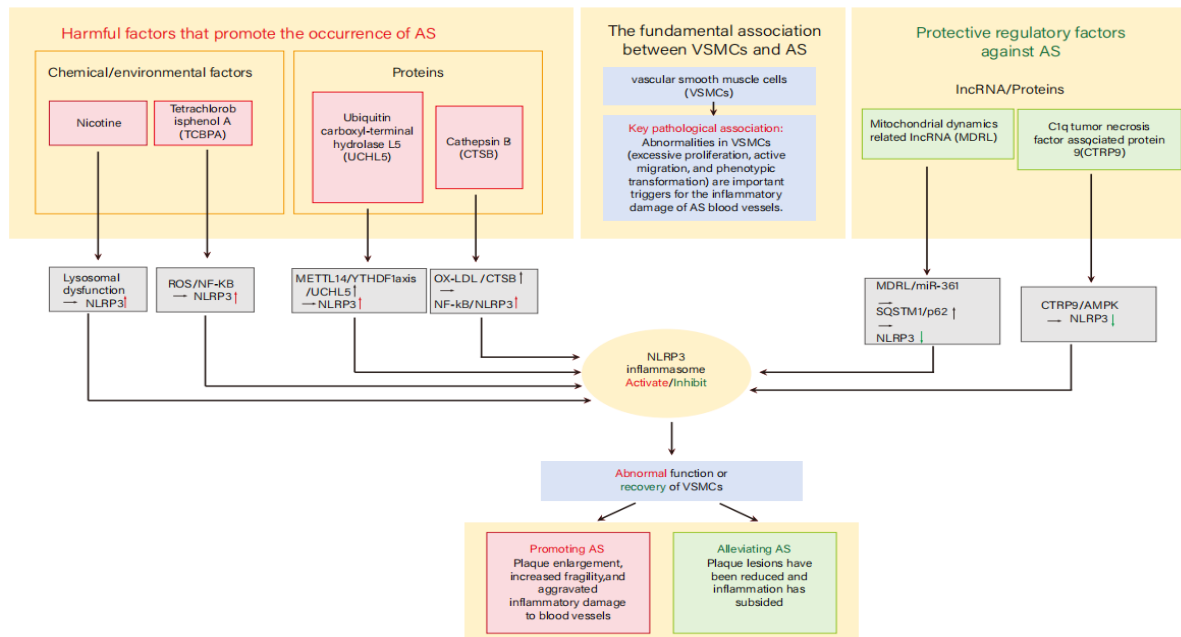 Harmful factors that promote the occurrence of AS
Chemical/environmental factors
Nicotine
Tetrachlorob
isphenol A
(TCBPA)
Proteins
Ubiquitin
carboxyl-terminal
hydrolase L5
(UCHL5)
Cathepsin B
(CTSB)
The fundamental association
between VSMCs and AS
vascular smooth muscle cells
(VSMCs)
Key pathological association:
Abnormalities in VSMCs
(excessive proliferation, active
migration, and phenotypic
transformation) are important
triggers for the inflammatory
damage of AS blood vessels.
Protective regulatory factors
against AS
lncRNA/Proteins
Mitochondrial dynamics
related lncRNA (MDRL)
C1q tumor necrosis
factor associated protein
9(CTRP9)
Lysosomal
dysfunction
→ NLRP3↑
ROS/NF-KB
→ NLRP3↑
METTL14/YTHDF1axis
/UCHL5↑
→NLRP3↑
OX-LDL/CTSB↑
→
NF-kB/NLRP3↑
MDRL/miR-361
→
SQSTM1/p62 ↑
→
NLRP3↓
CTRP9/AMPK
→ NLRP3↓
NLRP3
inflammasome
Activate/Inhibit
Abnormal function or
recovery of VSMCs
Promoting AS
Plaque enlargement,
increased fragility,and
aggravated
inflammatory damage
to blood vessels
Alleviating AS
Plaque lesions have
been reduced and
inflammation has
subsided